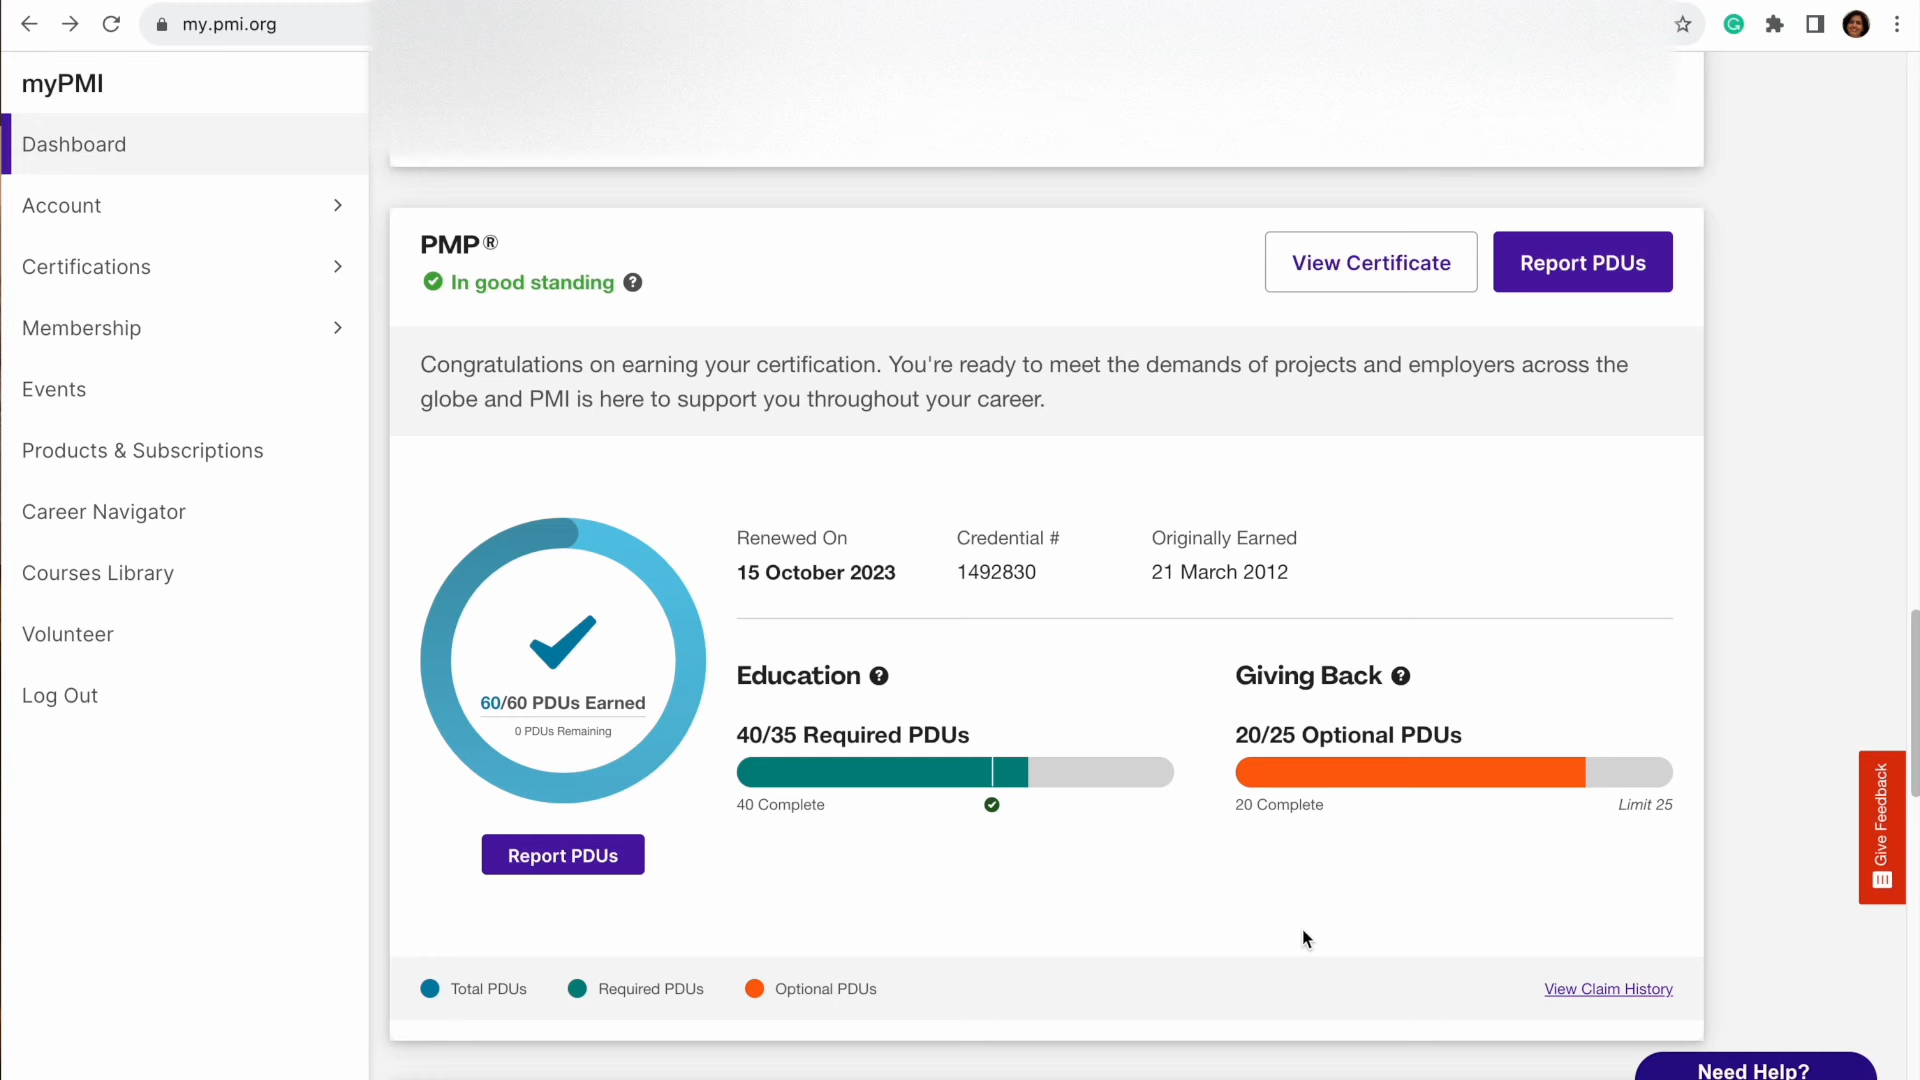 my.pmi.org
myPMI
Dashboard
Account
Certifications
Membership
Events
Products & Subscriptions
Career Navigator
Courses Library
Volunteer
Log Out
PMP®
In good standing ?
View Certificate
Report PDUs
Congratulations on earning your certification. You're ready to meet the demands of projects and employers across the
globe and PMI is here to support you throughout your career.
60/60 PDUs Earned
0 PDUs Remaining
Report PDUs
Renewed On
15 October 2023
Credential #
1492830
Originally Earned
21 March 2012
Education ?
40/35 Required PDUs
40 Complete
Giving Back ?
20/25 Optional PDUs
20 Complete
Limit 25
Total PDUs
Required PDUs
Optional PDUs
View Claim History
Give Feedback
Need Help?